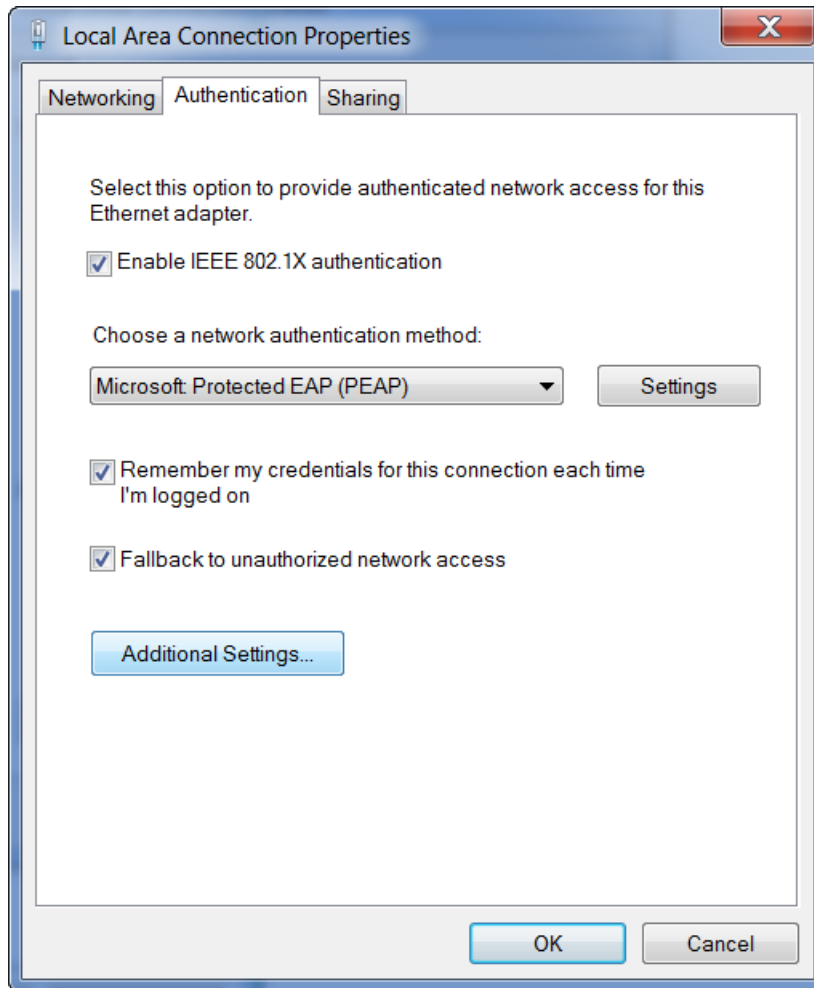 Local Area Connection Properties
Networking Authentication Sharing
Select this option to provide authenticated network access for this
Ethernet adapter.
Enable IEEE 802.1X authentication
Choose a network authentication method:
Microsoft: Protected EAP (PEAP) Settings
Remember my credentials for this connection each time
I'm logged on
Fallback to unauthorized network access
Additional Settings...
OK Cancel